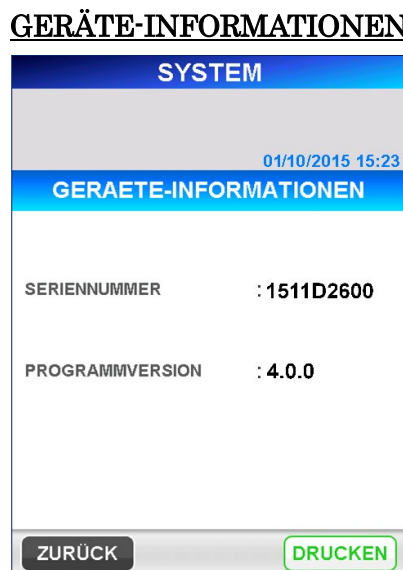 GERÄTE-INFORMATIONEN
SYSTEM
01/10/2015 15:23
GERAETE-INFORMATIONEN
SERIENNUMMER : 1511D2600
PROGRAMMVERSION : 4.0.0
ZURÜCK DRUCKEN